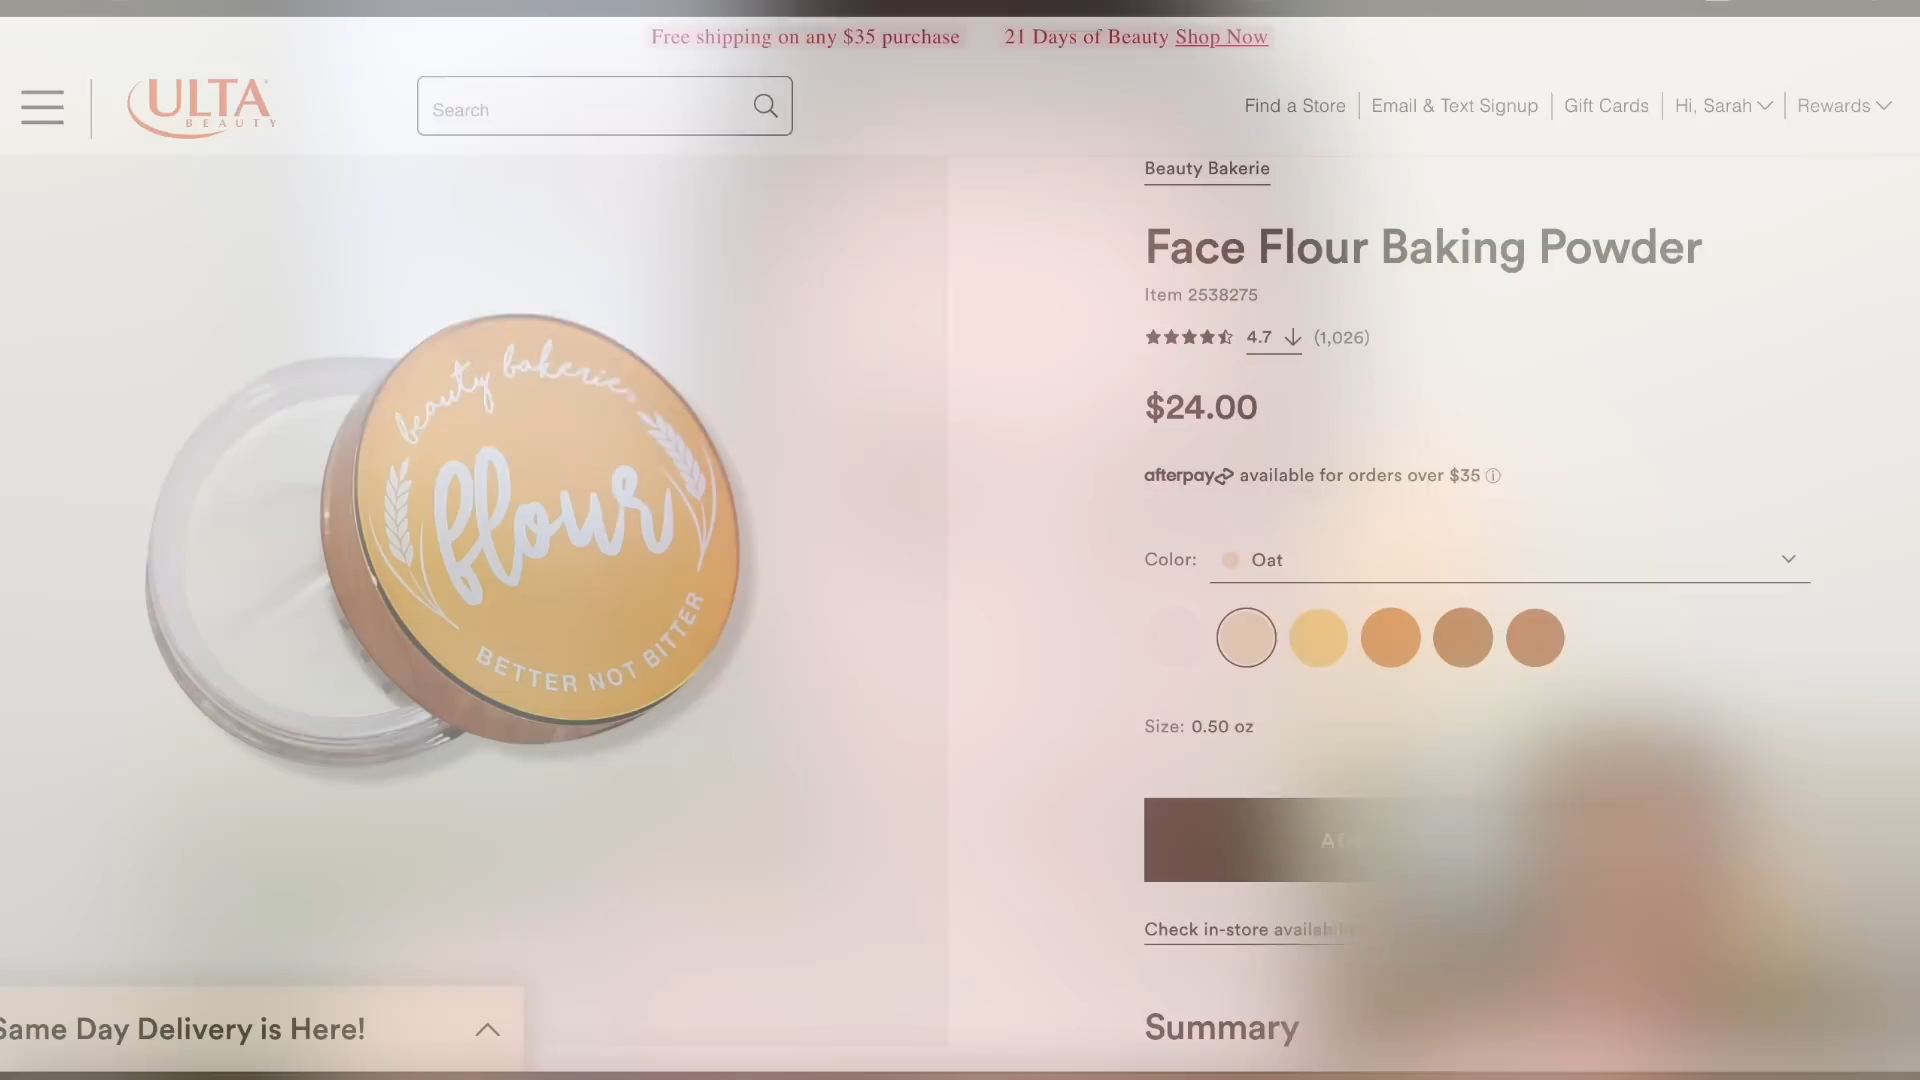 Free shipping on any $35 purchase 21 Days of Beauty Shop Now
ULTA
BEAUTY
Search
Find a Store Email & Text Signup Gift Cards Hi, Sarah Rewards
Beauty Bakerie
Face Flour Baking Powder
Item 2538275
4.7 (1,026)
$24.00
afterpay available for orders over $35
Color: Oat
Size: 0.50 oz
Check in-store
Summary
beauty bakerie
flour
BETTER NOT BITTER
Same Day Delivery is Here!